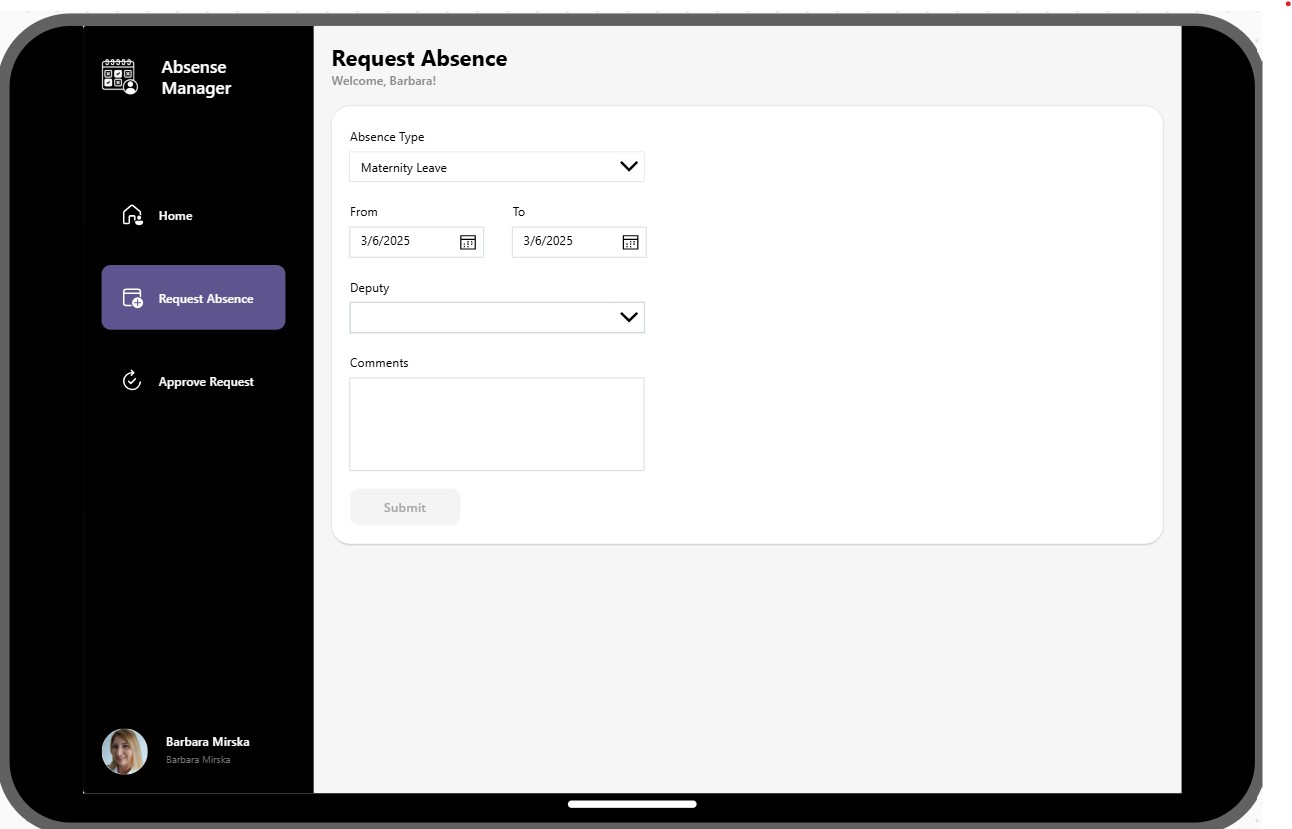 Absense
Manager
Home
Request Absence
Approve Request
Barbara Mirska
Barbara Mirska
Request Absence
Welcome, Barbara!
Absence Type
Maternity Leave
From To
3/6/2025 3/6/2025
Deputy
Comments
Submit